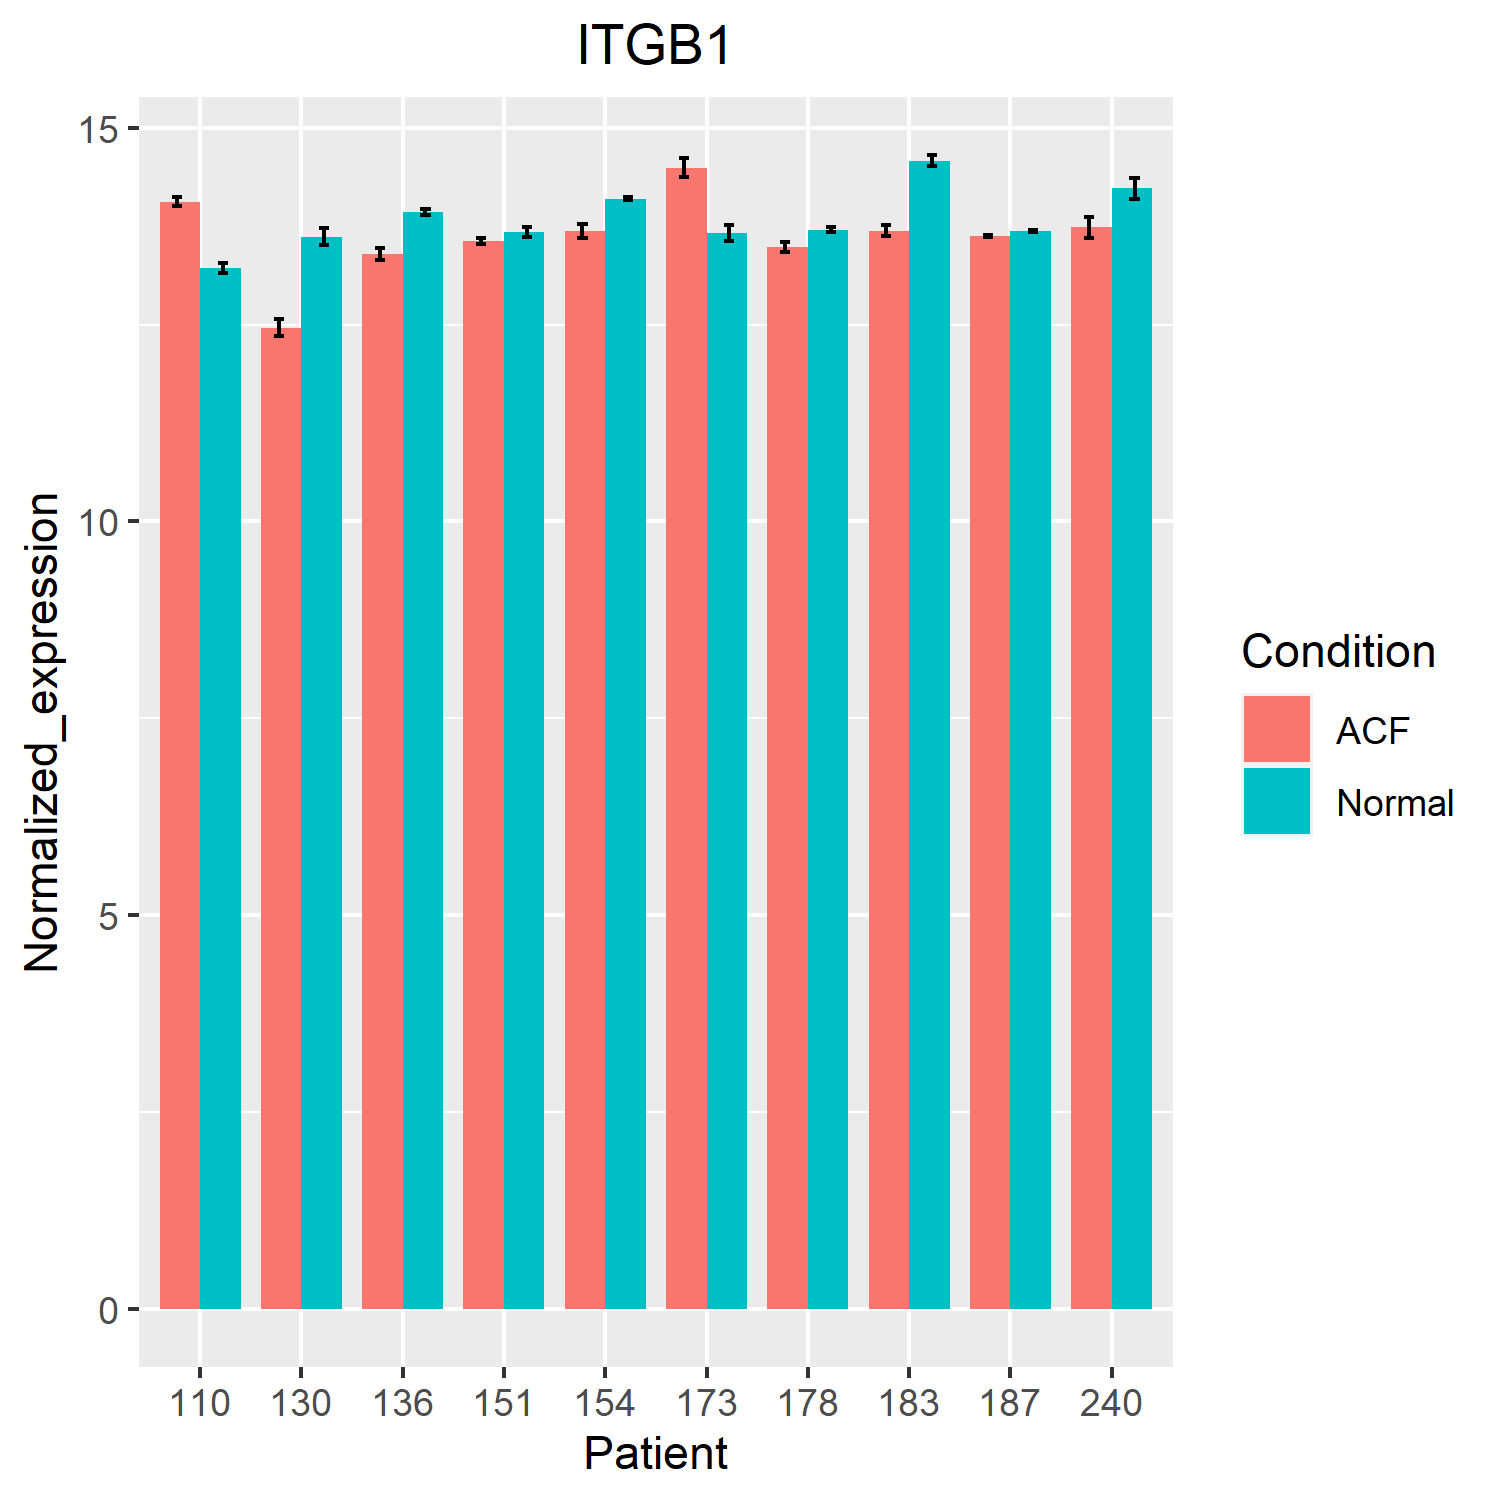 ITGB1
15
10
5
0
Normalized_expression
110 130 136 151 154 173 178 183 187 240
Patient
Condition
ACF
Normal